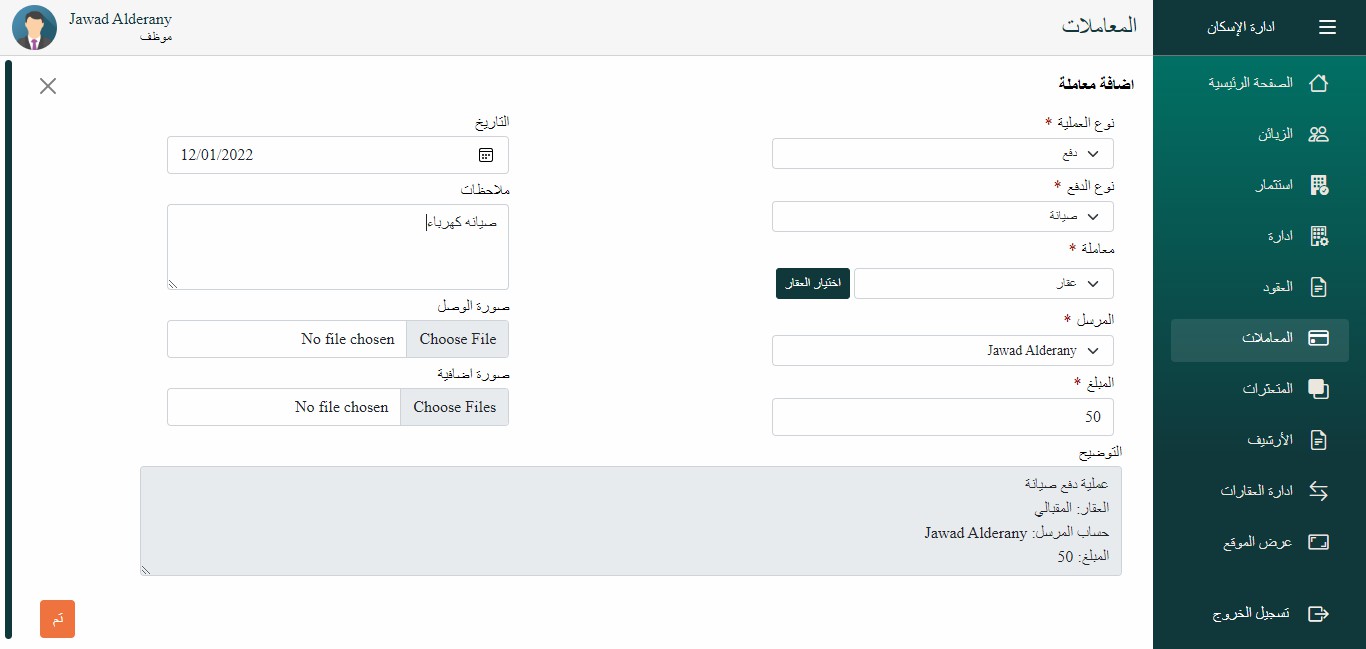 ادارة الإسكان
الصفحة الرئيسية
الزبائن
استثمار
ادارة
العقود
المعاملات
المتعثرات
الأرشيف
ادارة العقارات
عرض الموقع
تسجيل الخروج
المعاملات
Jawad Alderany
موظف
اضافة معاملة
نوع العملية *
دفع
نوع الدفع *
صيانة
معاملة *
عقار
اختيار العقار
المرسل *
Jawad Alderany
المبلغ *
50
التاريخ
12/01/2022
ملاحظات
صيانه كهرباء
صورة الوصل
Choose File No file chosen
صورة اضافية
Choose Files No file chosen
التوضيح
عملية دفع صيانة
العقار: المقبالي
حساب المرسل: Jawad Alderany
المبلغ: 50
تم